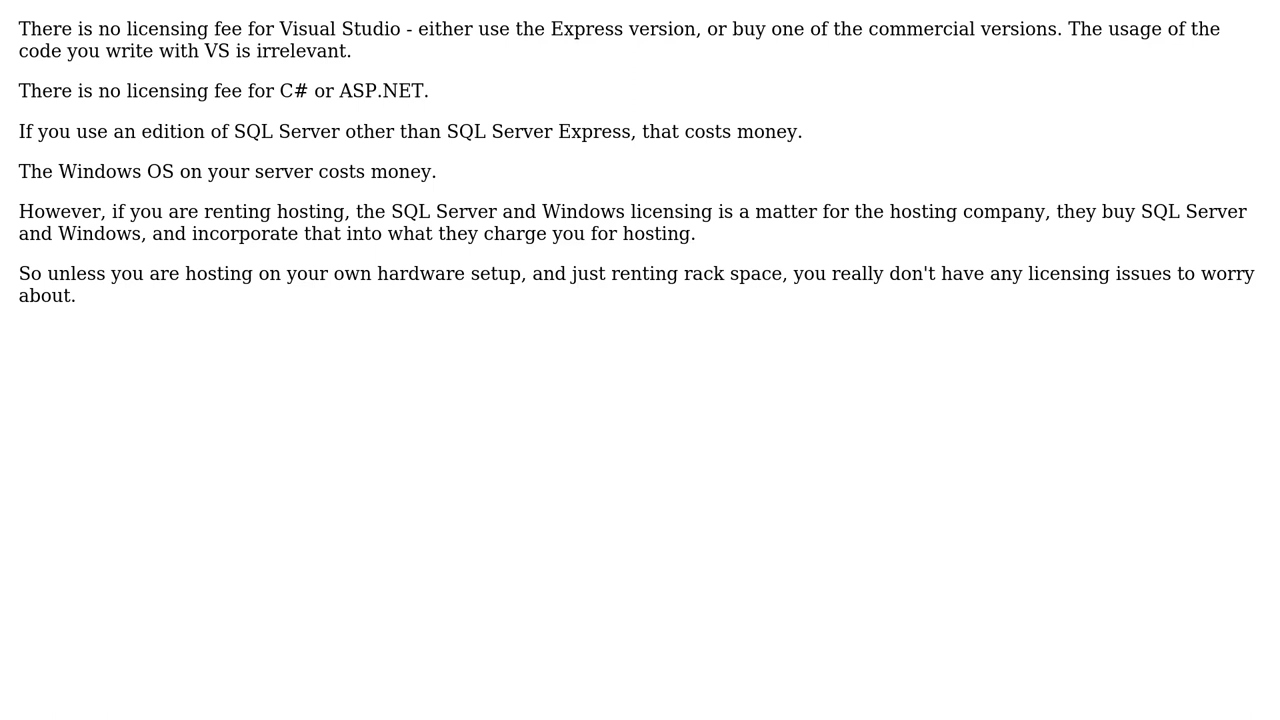 There is no licensing fee for Visual Studio - either use the Express version, or buy one of the commercial versions. The usage of the
code you write with VS is irrelevant.
There is no licensing fee for C# or ASP.NET.
If you use an edition of SQL Server other than SQL Server Express, that costs money.
The Windows OS on your server costs money.
However, if you are renting hosting, the SQL Server and Windows licensing is a matter for the hosting company, they buy SQL Server
and Windows, and incorporate that into what they charge you for hosting.
So unless you are hosting on your own hardware setup, and just renting rack space, you really don't have any licensing issues to worry
about.